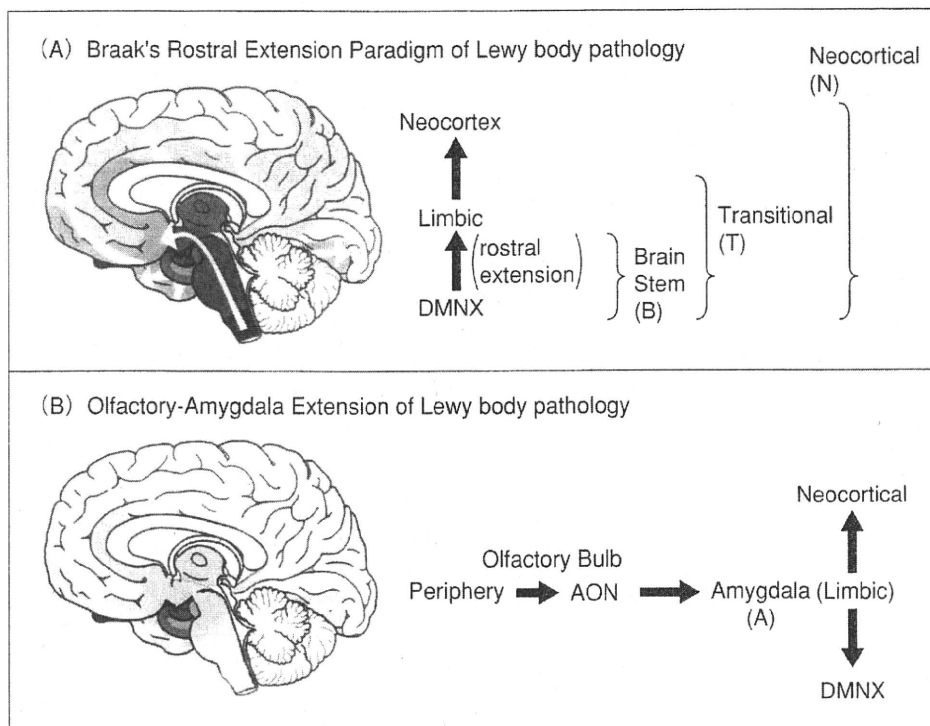 (A) Braak's Rostral Extension Paradigm of Lewy body pathology
Neocortical
(N)
Neocortex
Limbic
(rostral
extension)
DMNX
Brain
Stem
(B)
Transitional
(T)
(B) Olfactory-Amygdala Extension of Lewy body pathology
Neocortical
Olfactory Bulb
Periphery
AON
Amygdala (Limbic)
(A)
DMNX